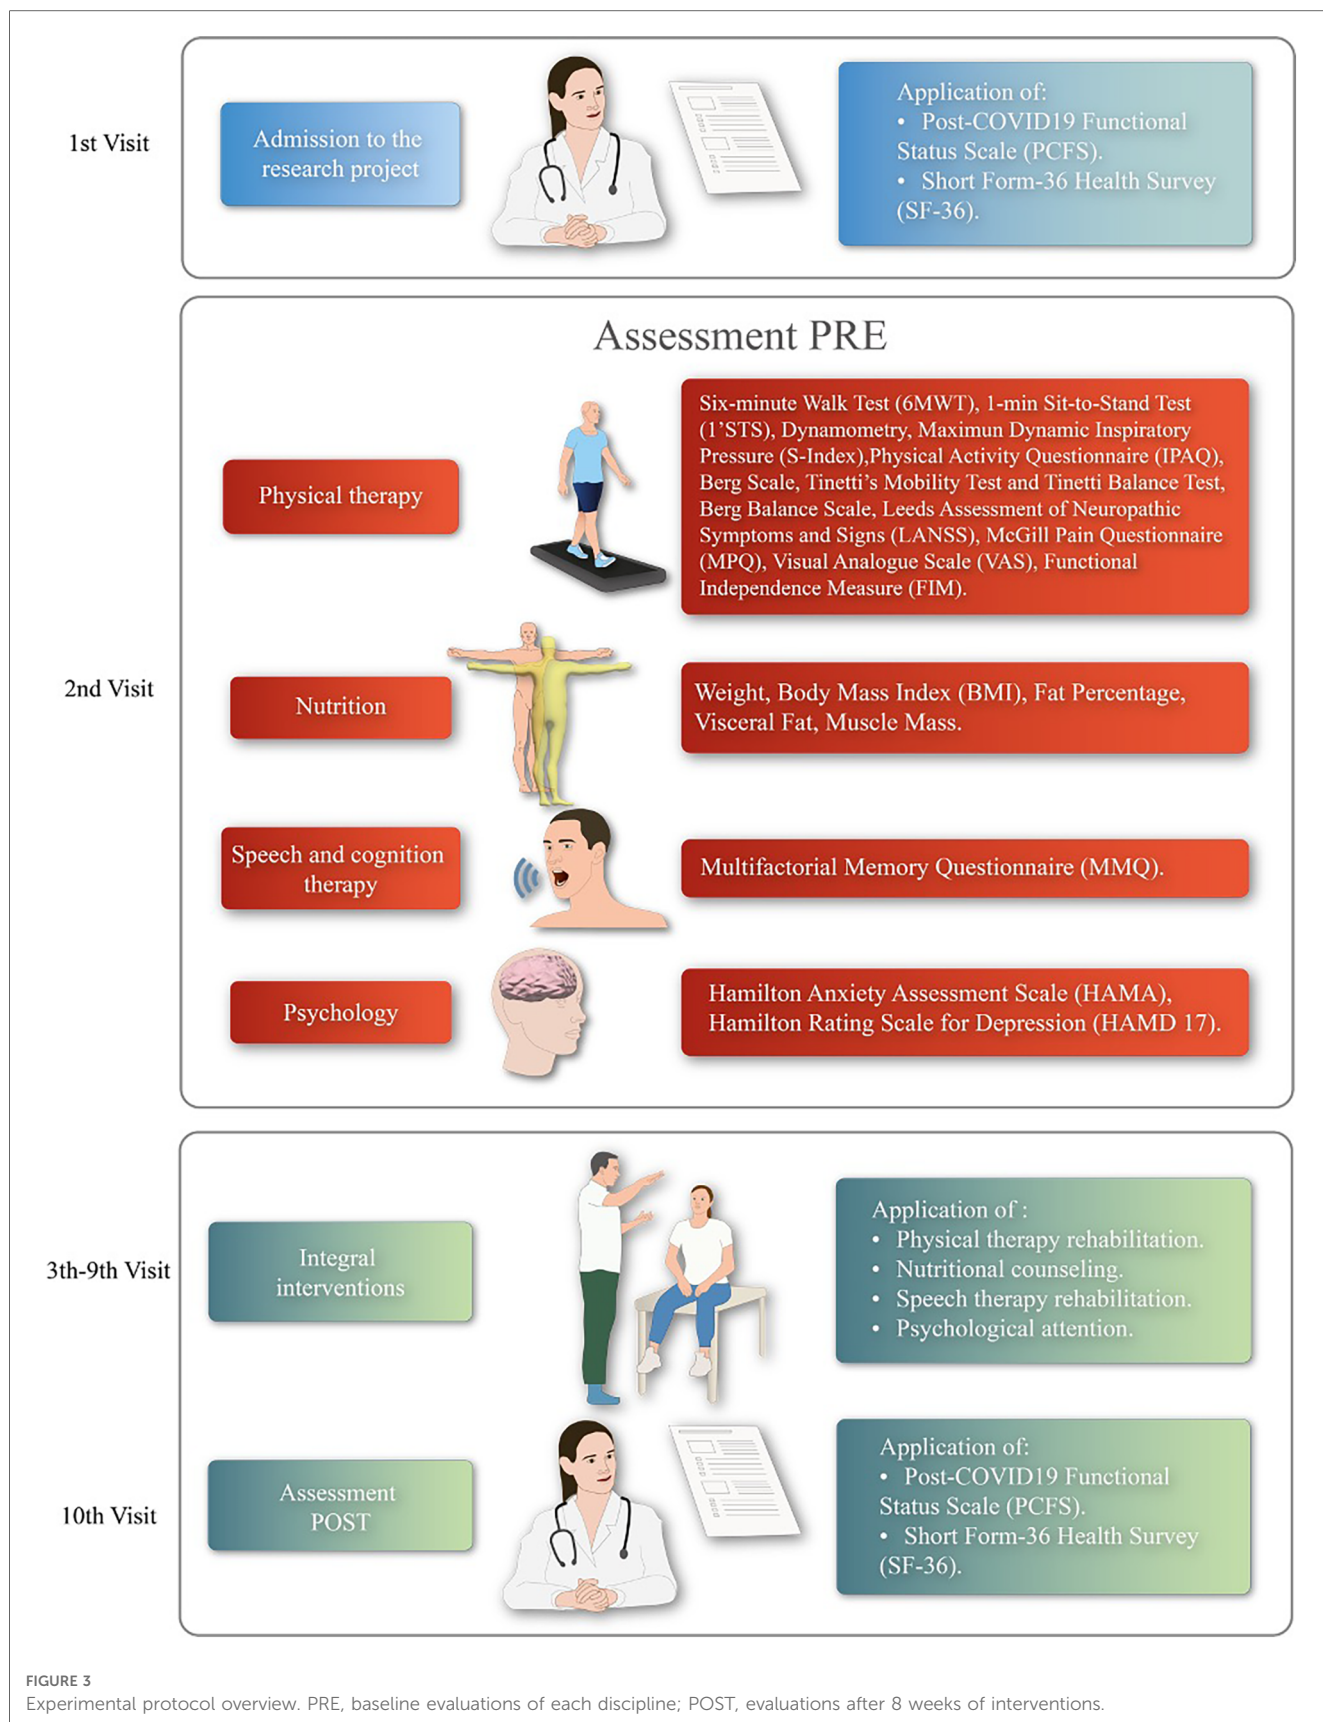 1st Visit
Admission to the
research project
Application of:
• Post-COVID19 Functional
Status Scale (PCFS).
• Short Form-36 Health Survey
(SF-36).
Assessment PRE
2nd Visit
Physical therapy
Six-minute Walk Test (6MWT), 1-min Sit-to-Stand Test
(1’STS), Dynamometry, Maximun Dynamic Inspiratory
Pressure (S-Index),Physical Activity Questionnaire (IPAQ),
Berg Scale, Tinetti’s Mobility Test and Tinetti Balance Test,
Berg Balance Scale, Leeds Assessment of Neuropathic
Symptoms and Signs (LANSS), McGill Pain Questionnaire
(MPQ), Visual Analogue Scale (VAS), Functional
Independence Measure (FIM).
Nutrition
Weight, Body Mass Index (BMI), Fat Percentage,
Visceral Fat, Muscle Mass.
Speech and cognition
therapy
Multifactorial Memory Questionnaire (MMQ).
Psychology
Hamilton Anxiety Assessment Scale (HAMA),
Hamilton Rating Scale for Depression (HAMD 17).
3th-9th Visit
Integral
interventions
Application of :
• Physical therapy rehabilitation.
• Nutritional counseling.
• Speech therapy rehabilitation.
• Psychological attention.
10th Visit
Assessment
POST
Application of:
• Post-COVID19 Functional
Status Scale (PCFS).
• Short Form-36 Health Survey
(SF-36).
FIGURE 3
Experimental protocol overview. PRE, baseline evaluations of each discipline; POST, evaluations after 8 weeks of interventions.